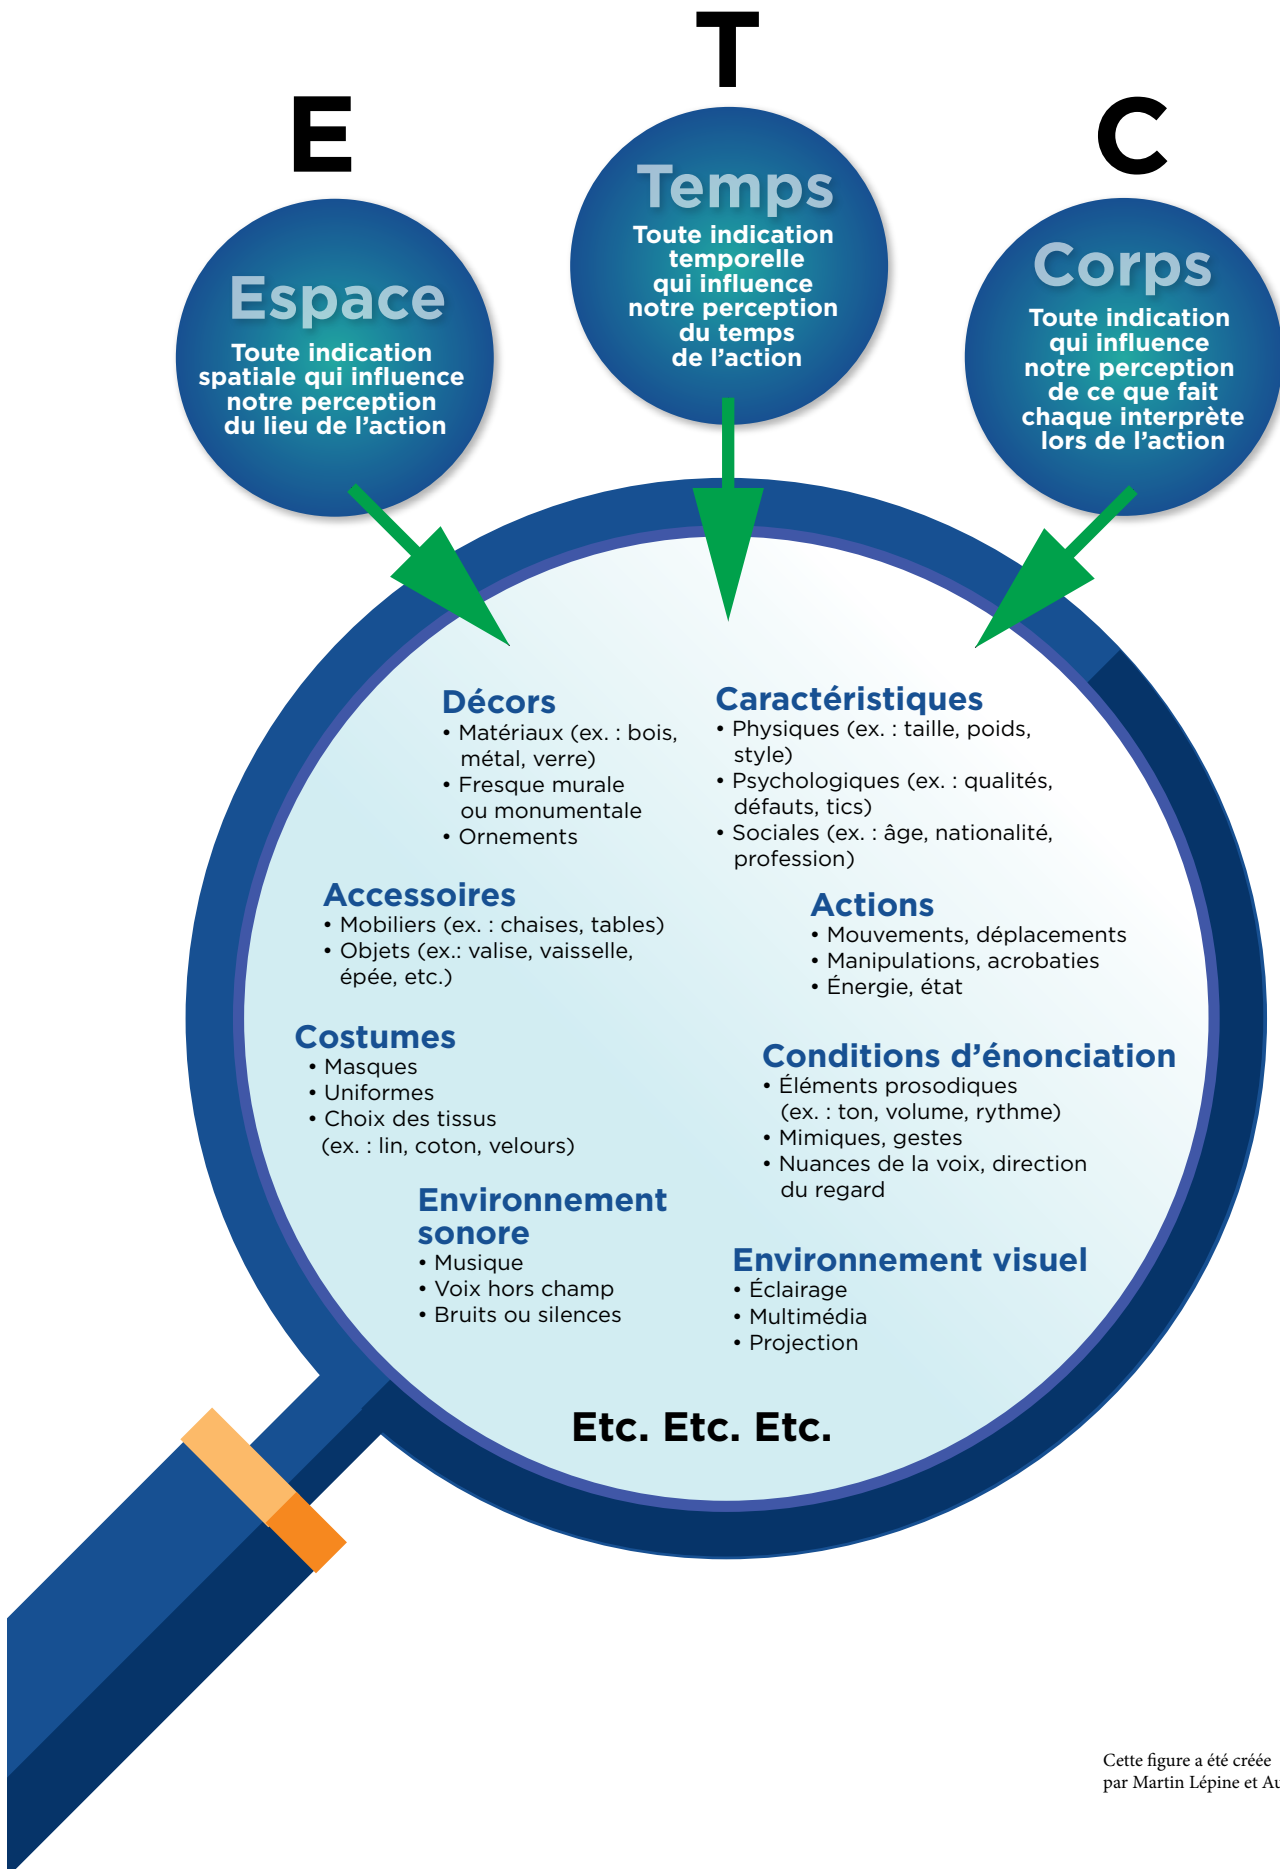 E
Espace
Toute indication
spatiale qui influence
notre perception
du lieu de l’action
T
Temps
Toute indication
temporelle
qui influence
notre perception
du temps
de l’action
C
Corps
Toute indication
qui influence
notre perception
de ce que fait
chaque interprète
lors de l’action
Décors
• Matériaux (ex. : bois,
métal, verre)
• Fresque murale
ou monumentale
• Ornements
Accessoires
• Mobiliers (ex. : chaises, tables)
• Objets (ex.: valise, vaisselle,
épée, etc.)
Costumes
• Masques
• Uniformes
• Choix des tissus
(ex. : lin, coton, velours)
Environnement
sonore
• Musique
• Voix hors champ
• Bruits ou silences
Caractéristiques
• Physiques (ex. : taille, poids,
style)
• Psychologiques (ex. : qualités,
défauts, tics)
• Sociales (ex. : âge, nationalité,
profession)
Actions
• Mouvements, déplacements
• Manipulations, acrobaties
• Énergie, état
Conditions d’énonciation
• Éléments prosodiques
(ex. : ton, volume, rythme)
• Mimiques, gestes
• Nuances de la voix, direction
du regard
Environnement visuel
• Éclairage
• Multimédia
• Projection
Etc. Etc. Etc.
Cette figure a été créée
par Martin Lépine et